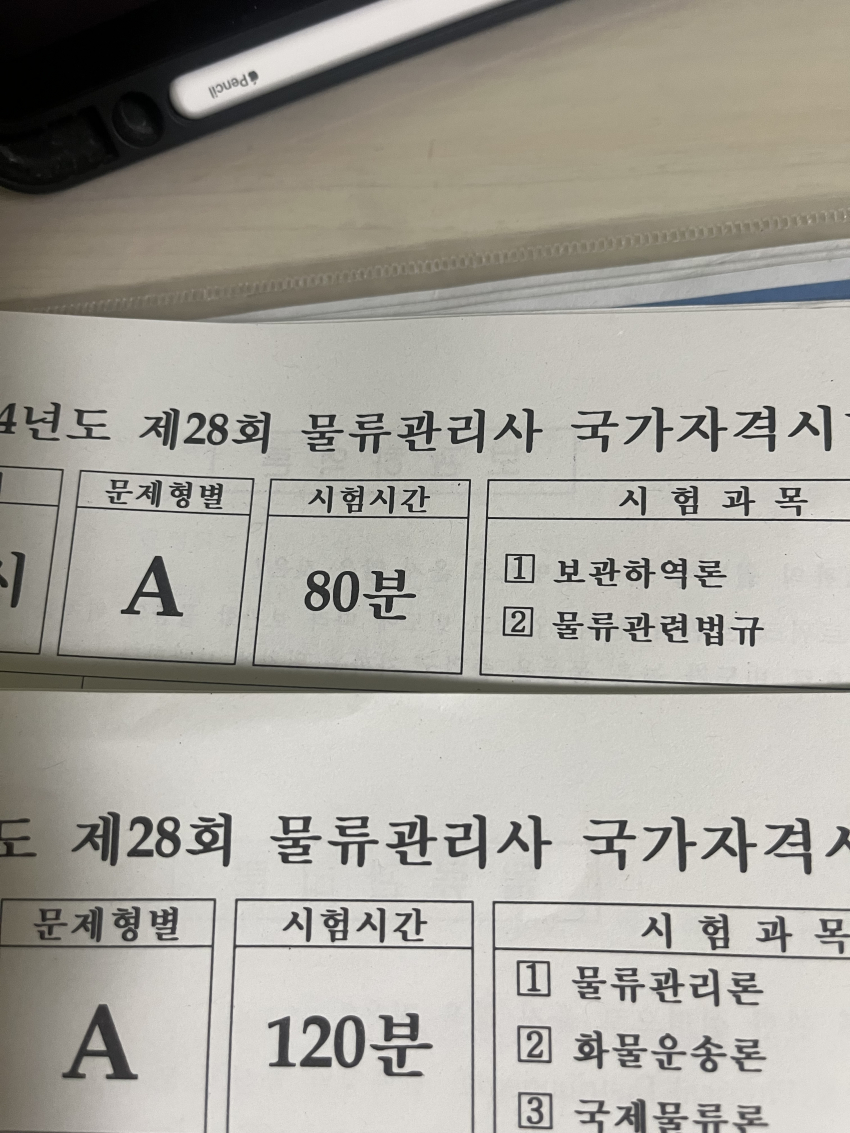 Pencil
4년도 제28회 물류관리사 국가자격시
문제형별 시험시간 시 험 과 목
시 A 80분
1 보관하역론
2 물류관련법규
도 제28회 물류관리사 국가자격시
문제형별 시험시간 시 험 과 목
A 120분
1 물류관리론
2 화물운송론
3 국제물류론